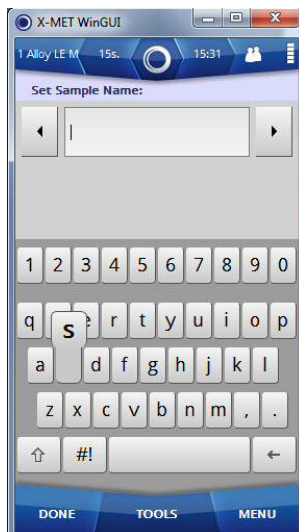 X-MET WinGUI
1 Alloy LE M 15s. 15:31
Set Sample Name:
1 2 3 4 5 6 7 8 9 0
q e r t y u i o p
s
a d f g h j k l
z x c v b n m , .
#!
DONE TOOLS MENU